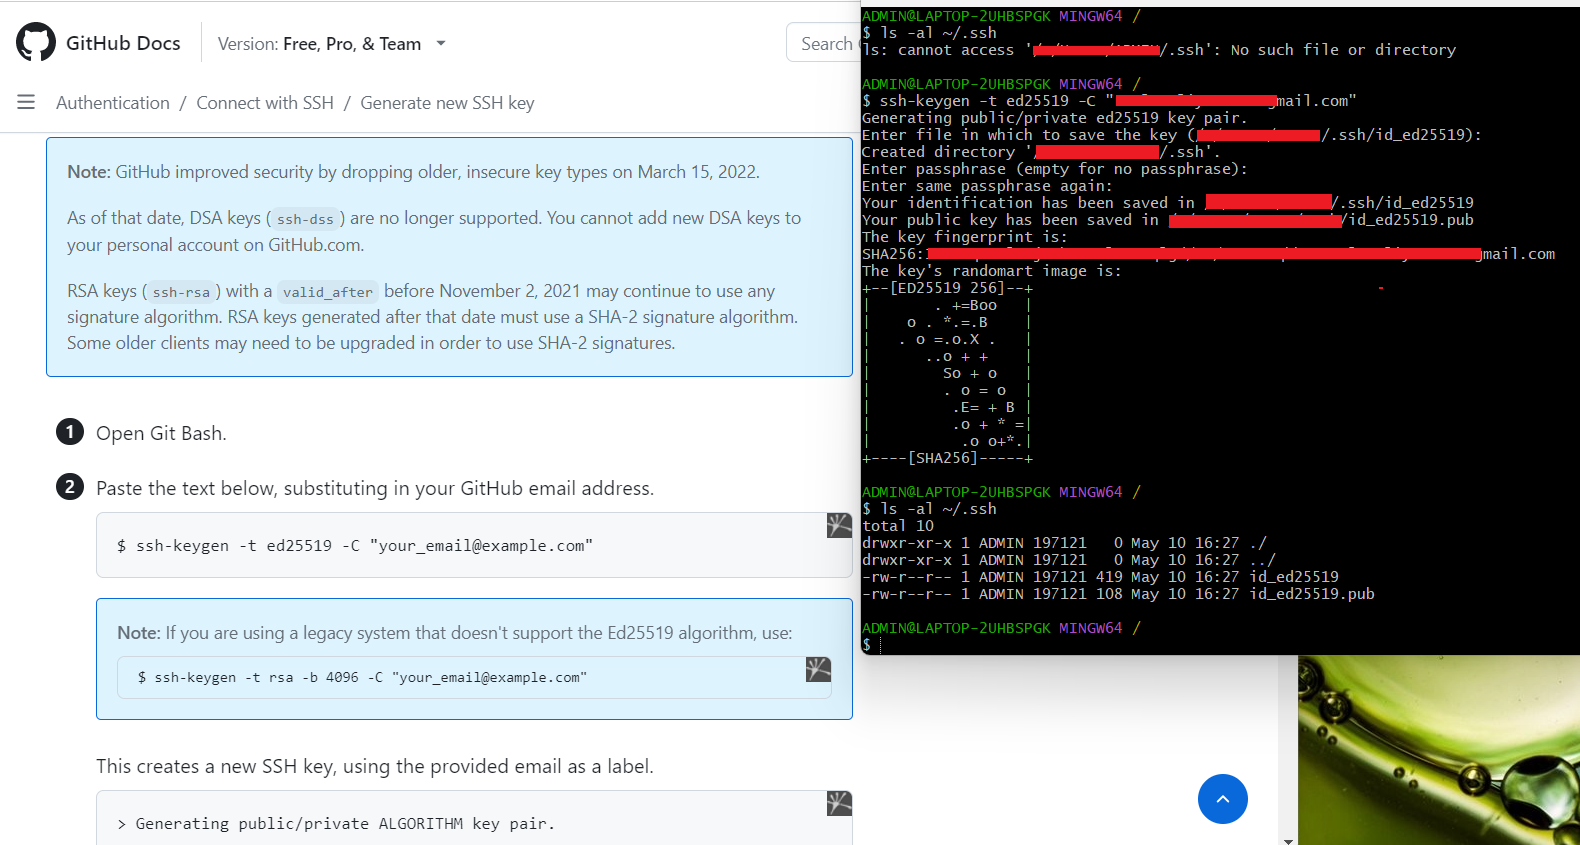 GitHub Docs
Version: Free, Pro, & Team
Search
Authentication / Connect with SSH / Generate new SSH key
Note: GitHub improved security by dropping older, insecure key types on March 15, 2022.
As of that date, DSA keys (ssh-dss) are no longer supported. You cannot add new DSA keys to
your personal account on GitHub.com.
RSA keys (ssh-rsa) with a valid_after before November 2, 2021 may continue to use any
signature algorithm. RSA keys generated after that date must use a SHA-2 signature algorithm.
Some older clients may need to be upgraded in order to use SHA-2 signatures.
1 Open Git Bash.
2 Paste the text below, substituting in your GitHub email address.
$ ssh-keygen -t ed25519 -C "your_email@example.com"
Note: If you are using a legacy system that doesn't support the Ed25519 algorithm, use:
$ ssh-keygen -t rsa -b 4096 -C "your_email@example.com"
This creates a new SSH key, using the provided email as a label.
> Generating public/private ALGORITHM key pair.
ADMIN@LAPTOP-2UHBSPGK MINGW64 /
$ ls -al ~/.ssh
ls: cannot access '/.ssh': No such file or directory
ADMIN@LAPTOP-2UHBSPGK MINGW64 /
$ ssh-keygen -t ed25519 -C "mail.com"
Generating public/private ed25519 key pair.
Enter file in which to save the key (/.ssh/id_ed25519):
Created directory '/.ssh'.
Enter passphrase (empty for no passphrase):
Enter same passphrase again:
Your identification has been saved in /.ssh/id_ed25519
Your public key has been saved in /id_ed25519.pub
The key fingerprint is:
SHA256: mail.com
The key's randomart image is:
+--[ED25519 256]--+
|       . +=Boo   |
|    o . *.=.B    |
|   . o =.o.X .   |
|      ..o + +    |
|        So + o   |
|        . o = o  |
|         .E= + B |
|         .o + * =|
|          .o o+*.|
+----[SHA256]-----+
ADMIN@LAPTOP-2UHBSPGK MINGW64 /
$ ls -al ~/.ssh
total 10
drwxr-xr-x 1 ADMIN 197121   0 May 10 16:27 ./
drwxr-xr-x 1 ADMIN 197121   0 May 10 16:27 ../
-rw-r--r-- 1 ADMIN 197121 419 May 10 16:27 id_ed25519
-rw-r--r-- 1 ADMIN 197121 108 May 10 16:27 id_ed25519.pub
ADMIN@LAPTOP-2UHBSPGK MINGW64 /
$